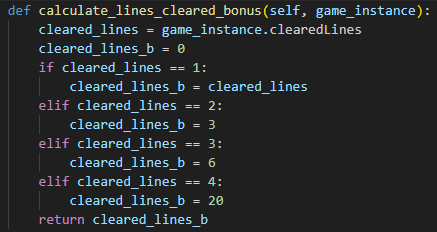 def calculate_lines_cleared_bonus(self, game_instance):
    cleared_lines = game_instance.clearedLines
    cleared_lines_b = 0
    if cleared_lines == 1:
        cleared_lines_b = cleared_lines
    elif cleared_lines == 2:
        cleared_lines_b = 3
    elif cleared_lines == 3:
        cleared_lines_b = 6
    elif cleared_lines == 4:
        cleared_lines_b = 20
    return cleared_lines_b